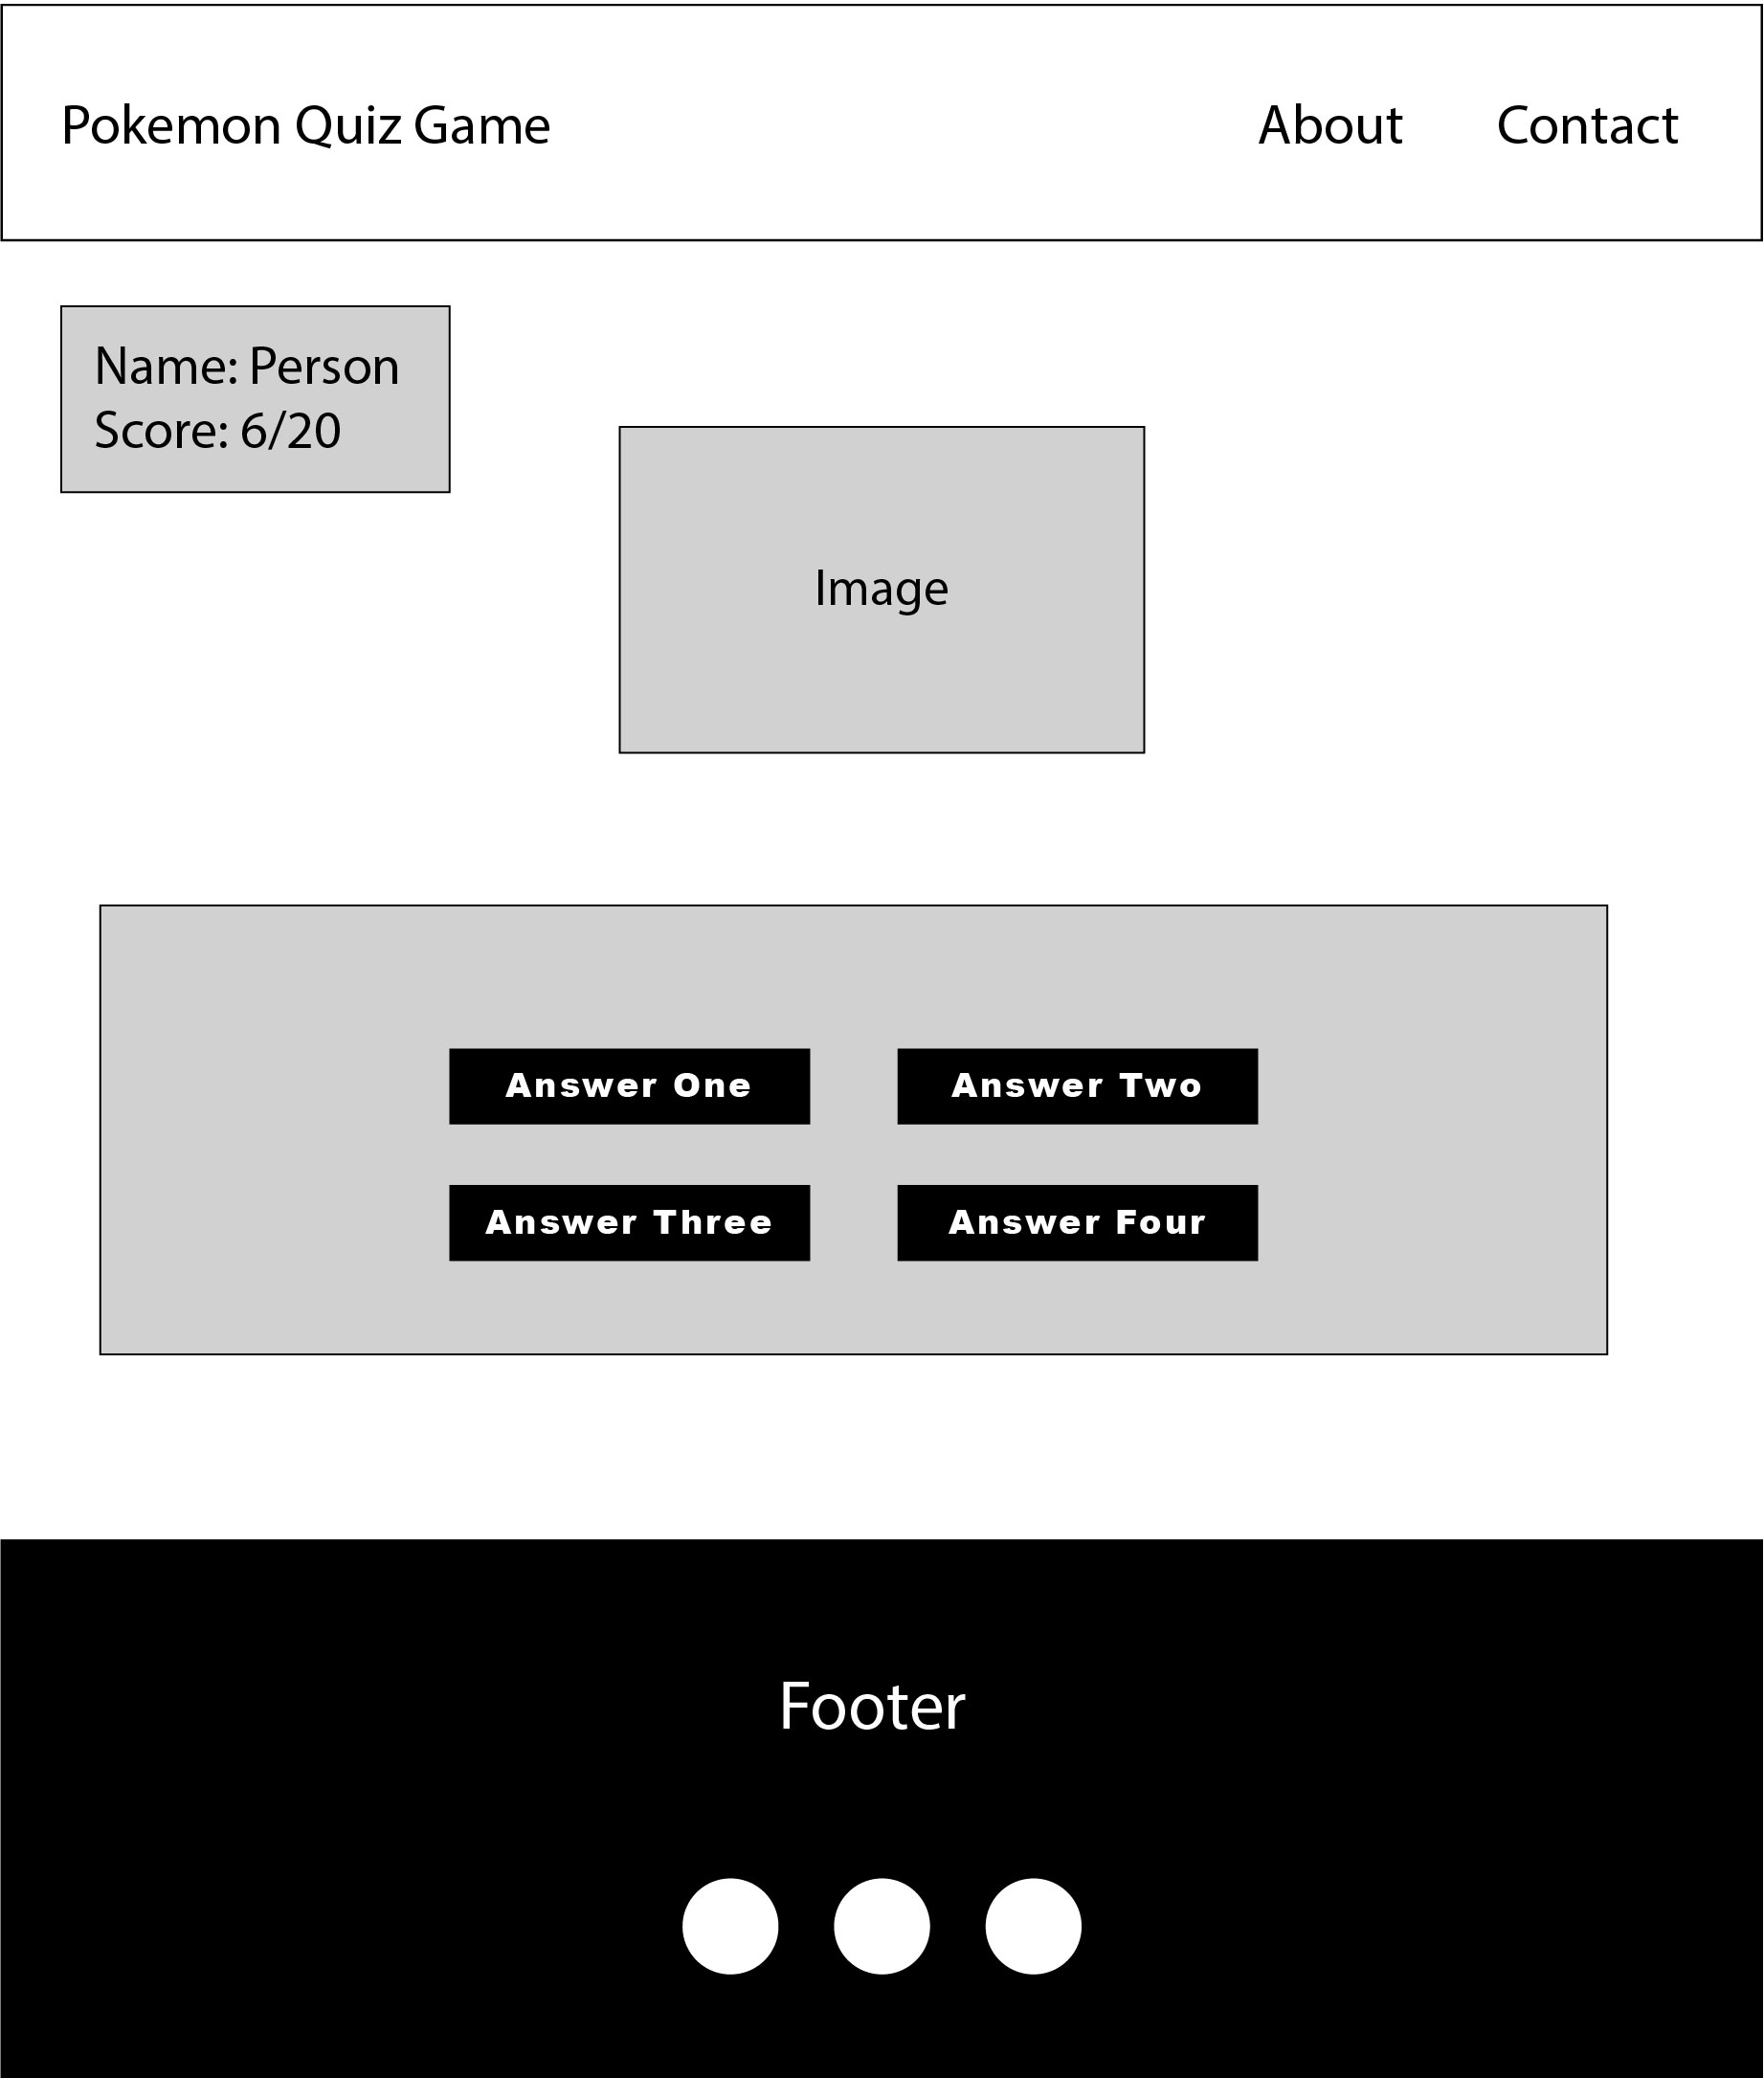 Pokemon Quiz Game
About
Contact
Name: Person
Score: 6/20
Image
Answer One
Answer Two
Answer Three
Answer Four
Footer